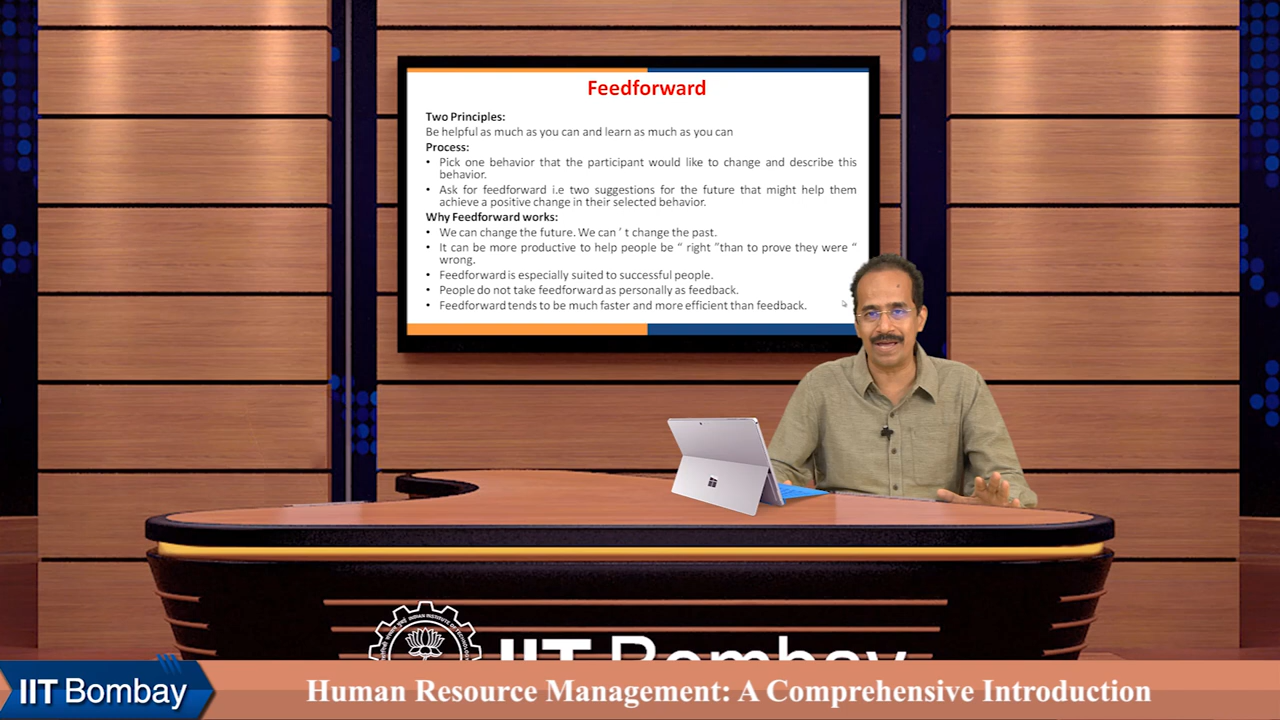 Feedforward
Two Principles:
Be helpful as much as you can and learn as much as you can
Process:
• Pick one behavior that the participant would like to change and describe this
behavior.
• Ask for feedforward i.e two suggestions for the future that might help them
achieve a positive change in their selected behavior.
Why Feedforward works:
• We can change the future. We can ’ t change the past.
• It can be more productive to help people be “ right ”than to prove they were “
wrong.
• Feedforward is especially suited to successful people.
• People do not take feedforward as personally as feedback.
• Feedforward tends to be much faster and more efficient than feedback.
IIT Bombay
IIT Bombay
Human Resource Management: A Comprehensive Introduction